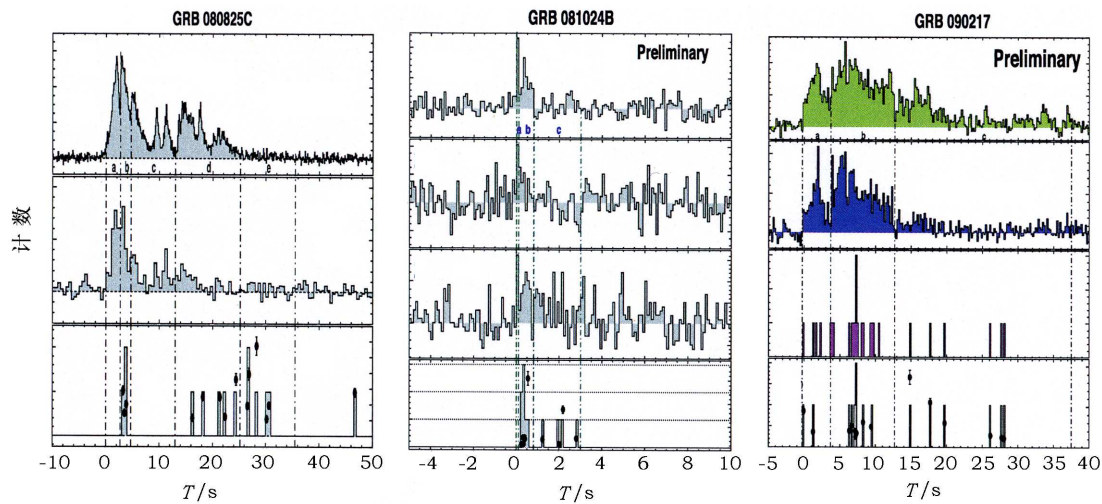 GRB 080825C
GRB 081024B
GRB 090217
Preliminary
Preliminary
a b c d e
a b c
a b c
计数
-10 0 10 20 30 40 50
-4 -2 0 2 4 6 8 10
-5 0 5 10 15 20 25 30 35 40
T/s
T/s
T/s